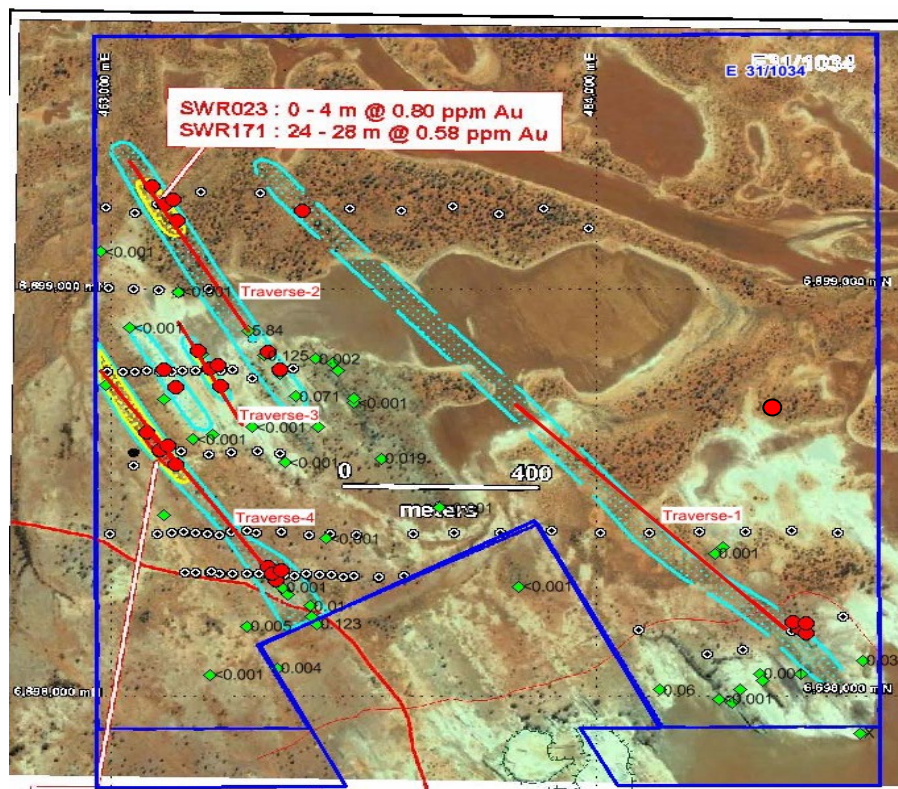 E 31/1034
E 31/1034
463,000 mE
464,000 mE
SWR023 : 0 - 4 m @ 0.80 ppm Au
SWR171 : 24 - 28 m @ 0.58 ppm Au
<0.001
6,899,000 mN
<0.001
Traverse-2
6,899,000 mN
<0.001
5.84
0.125
0.002
0.071
<0.001
Traverse-3
<0.001
<0.001
<0.001
0.019
0
400
meters
Traverse-4
<0.001
Traverse-1
0.001
0.001
<0.001
0.01
0.005
0.123
0.004
<0.001
0.001
0.03
0.06
<0.001
6,898,000 mN
6,898,000 mN